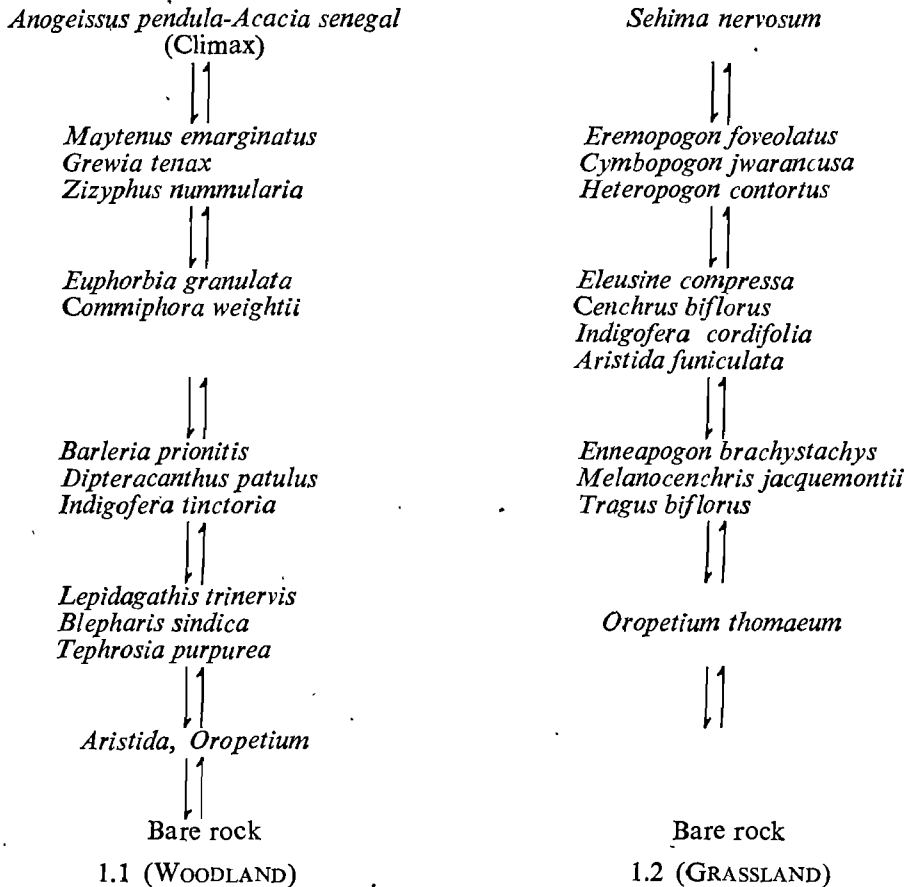 Anogeissus pendula-Acacia senegal
(Climax)
Maytenus emarginatus
Grewia tenax
Zizyphus nummularia
Euphorbia granulata
Commiphora weightii
Barleria prionitis
Dipteracanthus patulus
Indigofera tinctoria
Lepidagathis trinervis
Blepharis sindica
Tephrosia purpurea
Aristida, Oropetium
Bare rock
1.1 (WOODLAND)
Sehima nervosum
Eremopogon foveolatus
Cymbopogon jwarancusa
Heteropogon contortus
Eleusine compressa
Cenchrus biflorus
Indigofera cordifolia
Aristida funiculata
Enneapogon brachystachys
Melanocenchris jacquemontii
Tragus biflorus
Oropetium thomaeum
Bare rock
1.2 (GRASSLAND)